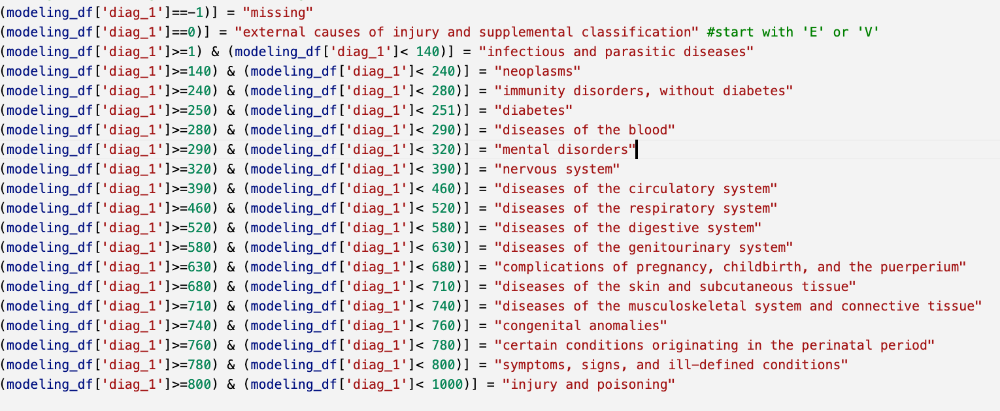 (modeling_df['diag_1']==-1)] = "missing"
(modeling_df['diag_1']==0)] = "external causes of injury and supplemental classification" #start with 'E' or 'V'
(modeling_df['diag_1']>=1) & (modeling_df['diag_1']< 140)] = "infectious and parasitic diseases"
(modeling_df['diag_1']>=140) & (modeling_df['diag_1']< 240)] = "neoplasms"
(modeling_df['diag_1']>=240) & (modeling_df['diag_1']< 280)] = "immunity disorders, without diabetes"
(modeling_df['diag_1']>=250) & (modeling_df['diag_1']< 251)] = "diabetes"
(modeling_df['diag_1']>=280) & (modeling_df['diag_1']< 290)] = "diseases of the blood"
(modeling_df['diag_1']>=290) & (modeling_df['diag_1']< 320)] = "mental disorders"
(modeling_df['diag_1']>=320) & (modeling_df['diag_1']< 390)] = "nervous system"
(modeling_df['diag_1']>=390) & (modeling_df['diag_1']< 460)] = "diseases of the circulatory system"
(modeling_df['diag_1']>=460) & (modeling_df['diag_1']< 520)] = "diseases of the respiratory system"
(modeling_df['diag_1']>=520) & (modeling_df['diag_1']< 580)] = "diseases of the digestive system"
(modeling_df['diag_1']>=580) & (modeling_df['diag_1']< 630)] = "diseases of the genitourinary system"
(modeling_df['diag_1']>=630) & (modeling_df['diag_1']< 680)] = "complications of pregnancy, childbirth, and the puerperium"
(modeling_df['diag_1']>=680) & (modeling_df['diag_1']< 710)] = "diseases of the skin and subcutaneous tissue"
(modeling_df['diag_1']>=710) & (modeling_df['diag_1']< 740)] = "diseases of the musculoskeletal system and connective tissue"
(modeling_df['diag_1']>=740) & (modeling_df['diag_1']< 760)] = "congenital anomalies"
(modeling_df['diag_1']>=760) & (modeling_df['diag_1']< 780)] = "certain conditions originating in the perinatal period"
(modeling_df['diag_1']>=780) & (modeling_df['diag_1']< 800)] = "symptoms, signs, and ill-defined conditions"
(modeling_df['diag_1']>=800) & (modeling_df['diag_1']< 1000)] = "injury and poisoning"